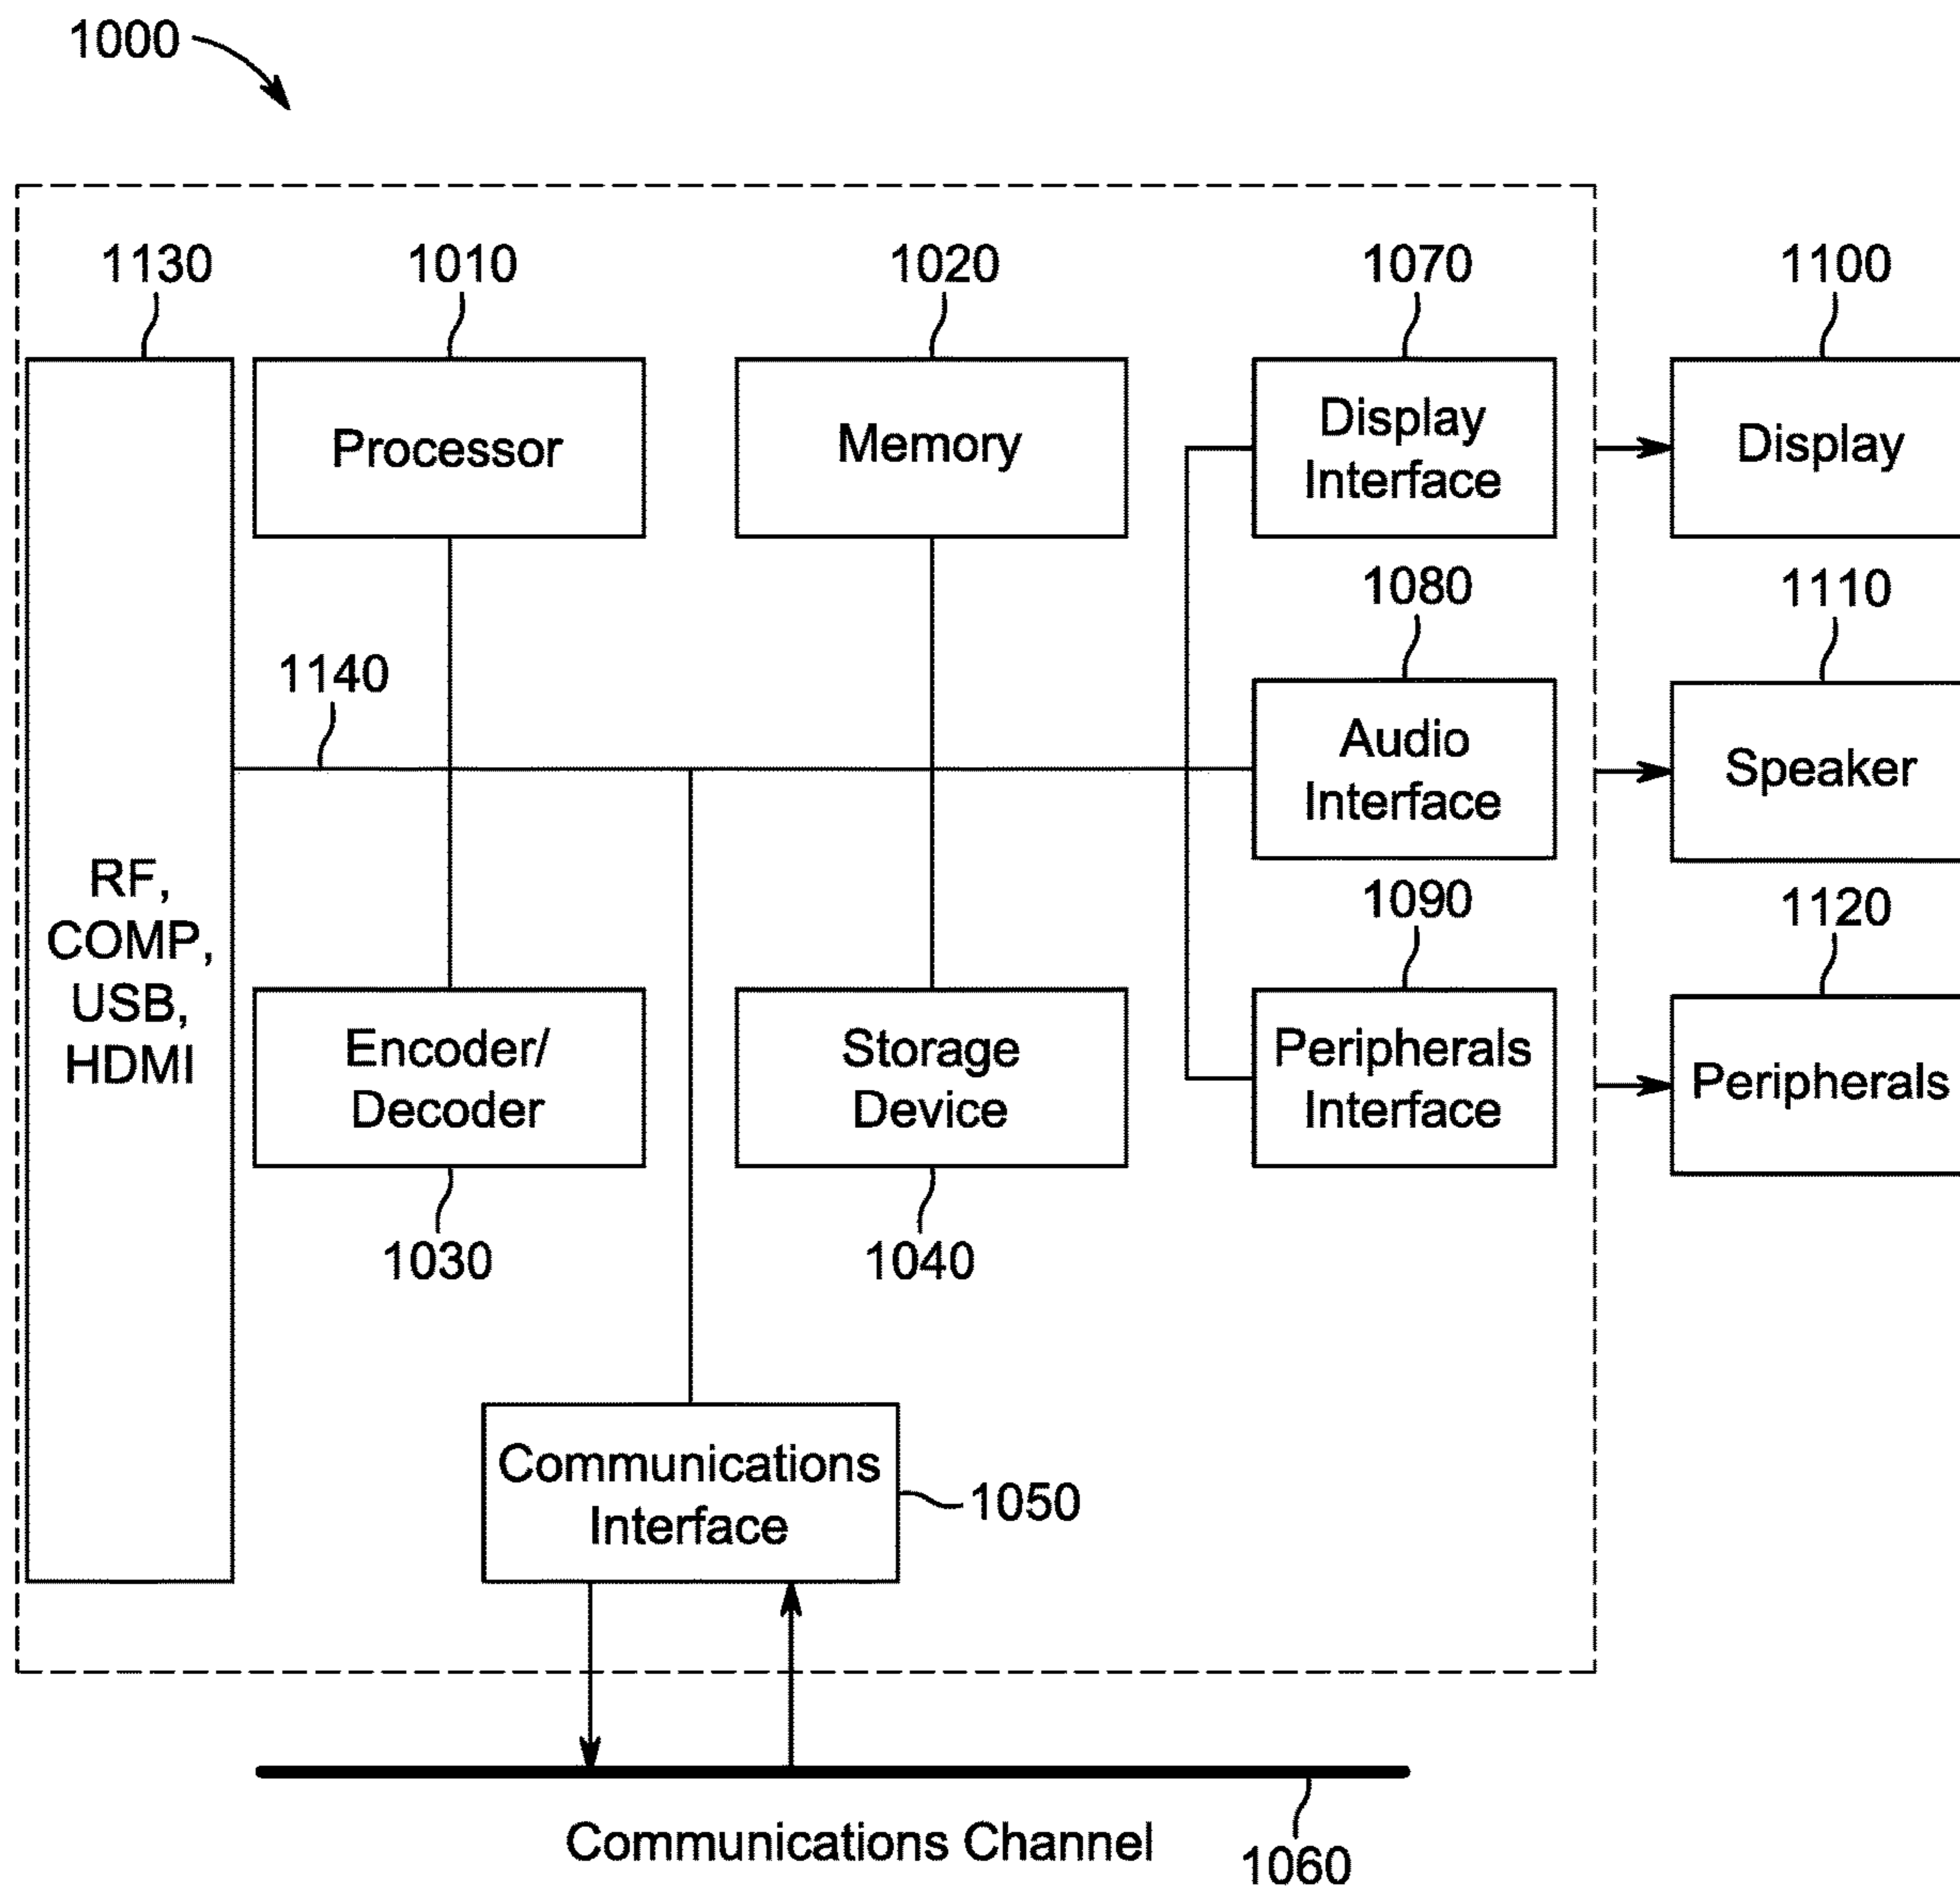 1000
1130
1010
1020
1070
1100
Processor
Memory
Display
Interface
Display
1080
1110
1140
Audio
Interface
Speaker
RF,
COMP,
USB,
HDMI
1090
1120
Encoder/
Decoder
Storage
Device
Peripherals
Interface
Peripherals
1030
1040
Communications
Interface
1050
Communications Channel
1060